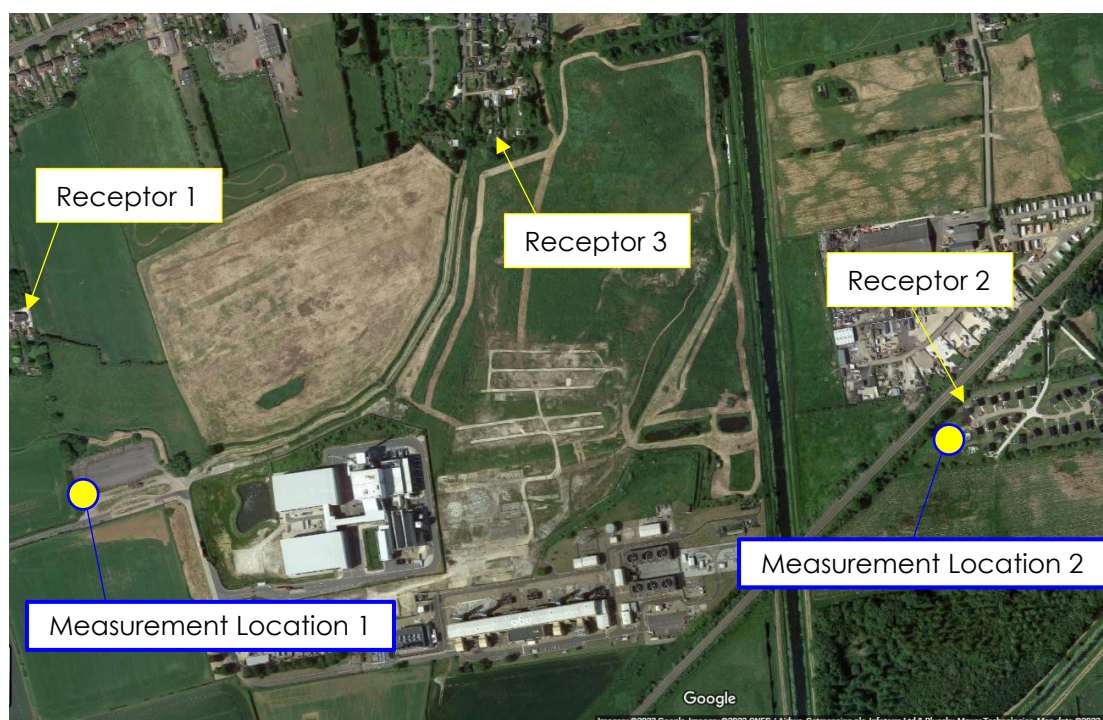 Receptor 1
Receptor 3
Receptor 2
Measurement Location 2
Measurement Location 1
Google